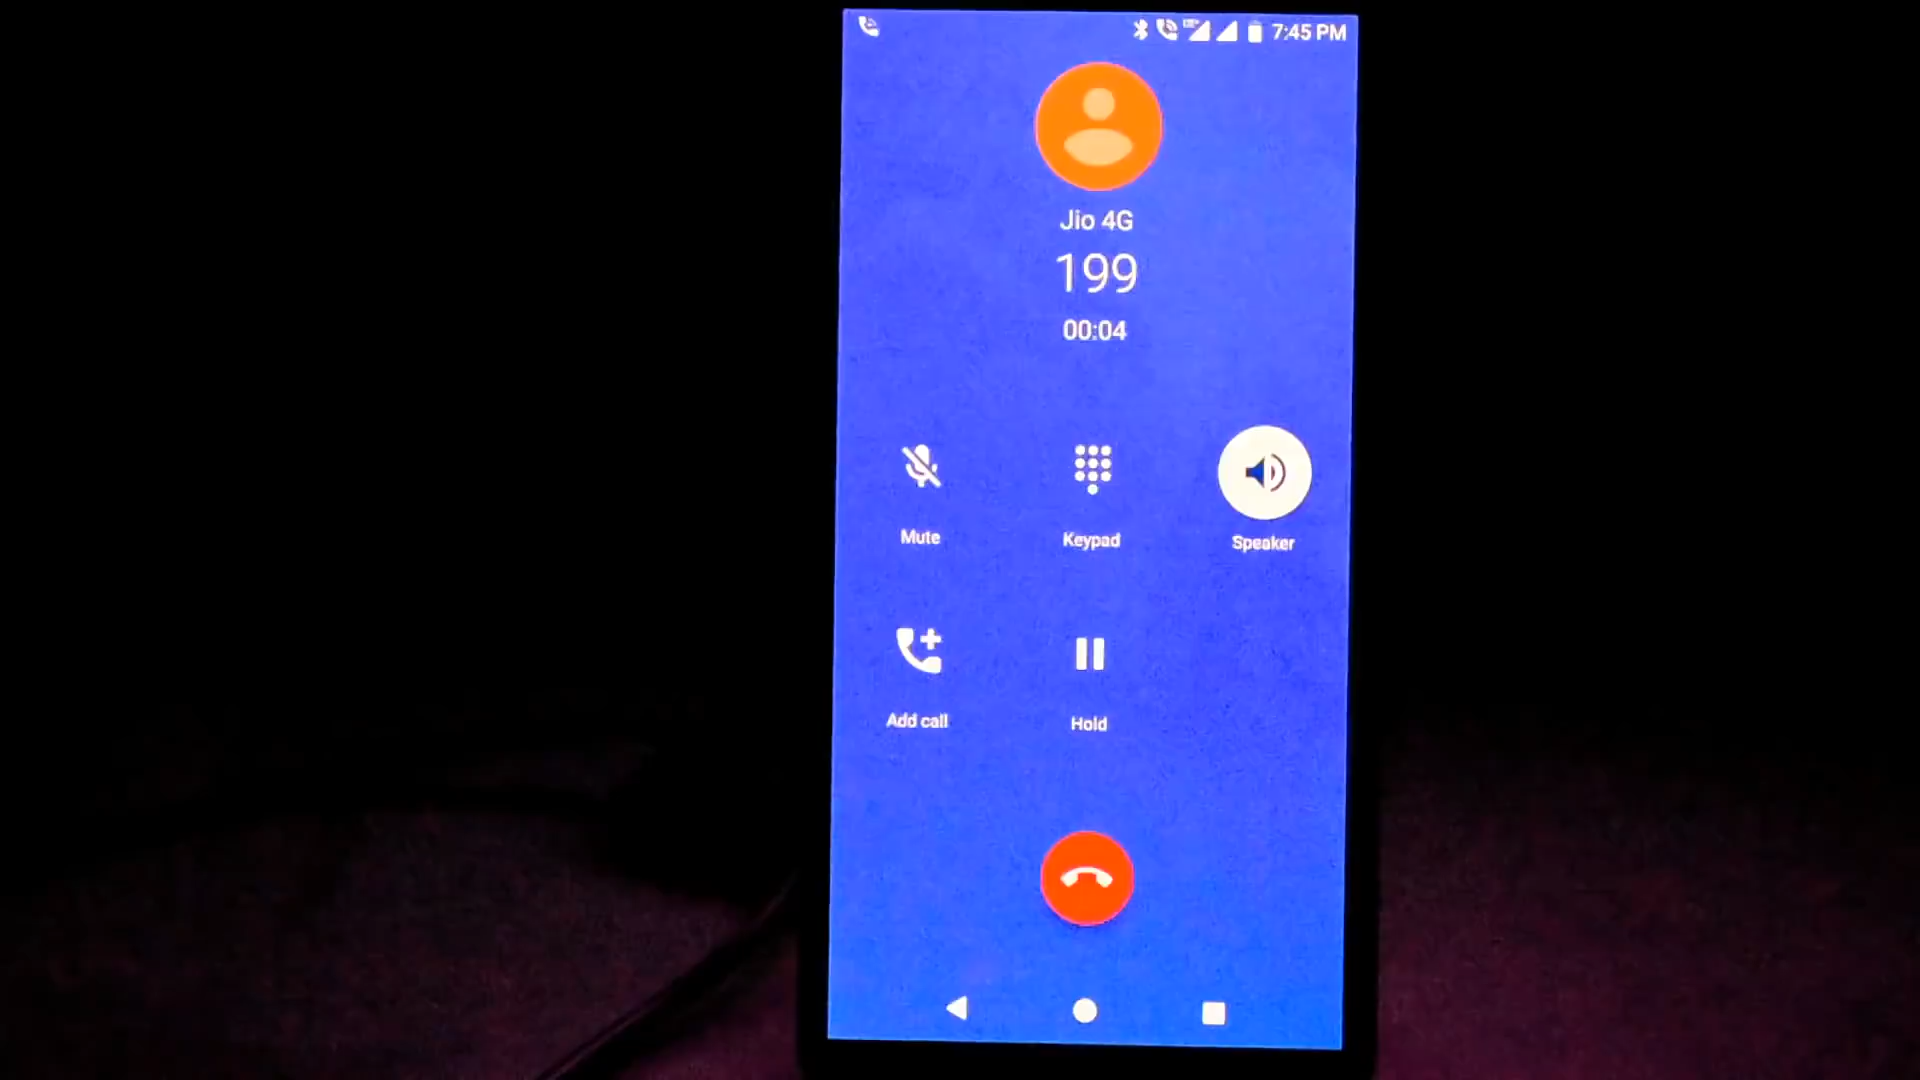 7:45 PM
Jio 4G
199
00:04
Mute
Keypad
Speaker
Add call
Hold